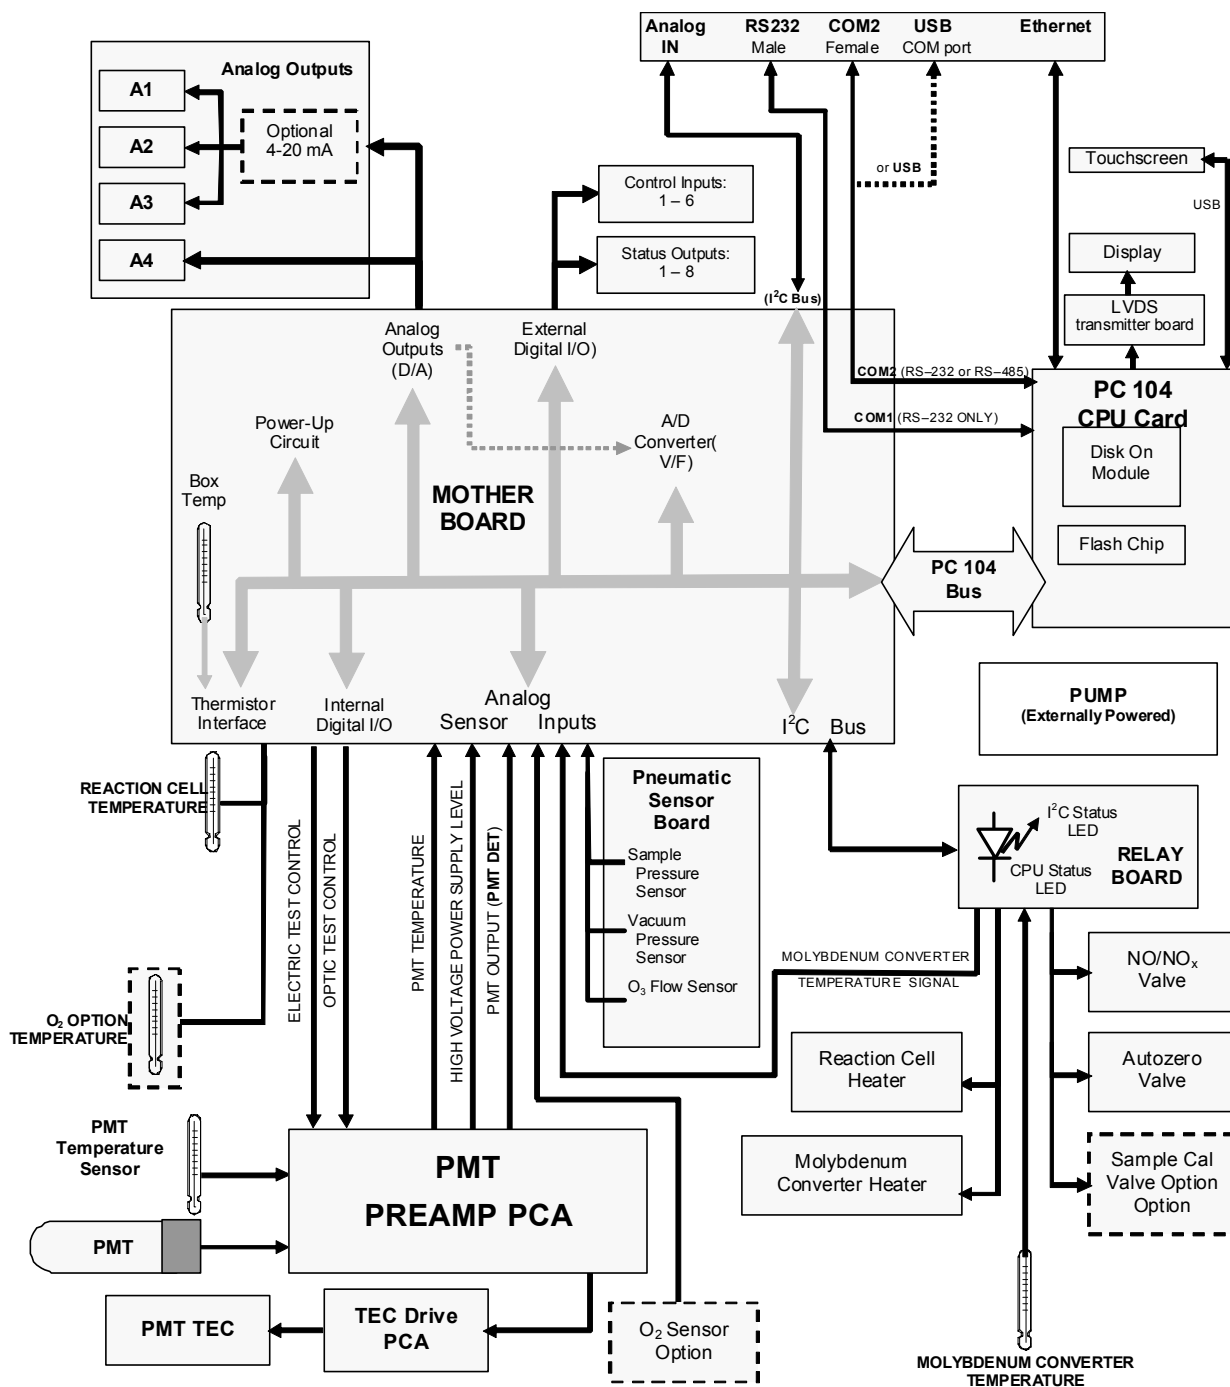 Analog IN
RS232 Male
COM2 Female
USB COM port
Ethernet
Analog Outputs
A1
A2
A3
A4
Optional
4-20 mA
or USB
Control Inputs:
1 – 6
Status Outputs:
1 – 8
Touchscreen
USB
Display
LVDS
transmitter board
(I²C Bus)
Analog
Outputs
(D/A)
External
Digital I/O)
COM2 (RS–232 or RS–485)
COM1 (RS–232 ONLY)
PC 104
CPU Card
Disk On
Module
Flash Chip
Power-Up
Circuit
A/D
Converter(
V/F)
Box
Temp
MOTHER
BOARD
PC 104
Bus
Thermistor
Interface
Internal
Digital I/O
Analog
Sensor Inputs
I²C Bus
PUMP
(Externally Powered)
REACTION CELL
TEMPERATURE
Pneumatic
Sensor
Board
Sample
Pressure
Sensor
Vacuum
Pressure
Sensor
O₃ Flow Sensor
I²C Status
LED
CPU Status
LED
RELAY
BOARD
ELECTRIC TEST CONTROL
OPTIC TEST CONTROL
PMT TEMPERATURE
HIGH VOLTAGE POWER SUPPLY LEVEL
PMT OUTPUT (PMT DET)
MOLYBDENUM CONVERTER
TEMPERATURE SIGNAL
NO/NOₓ
Valve
O₂ OPTION
TEMPERATURE
Reaction Cell
Heater
Autozero
Valve
PMT
Temperature
Sensor
PMT
PREAMP PCA
Molybdenum
Converter Heater
Sample Cal
Valve Option
Option
PMT
PMT TEC
TEC Drive
PCA
O₂ Sensor
Option
MOLYBDENUM CONVERTER
TEMPERATURE